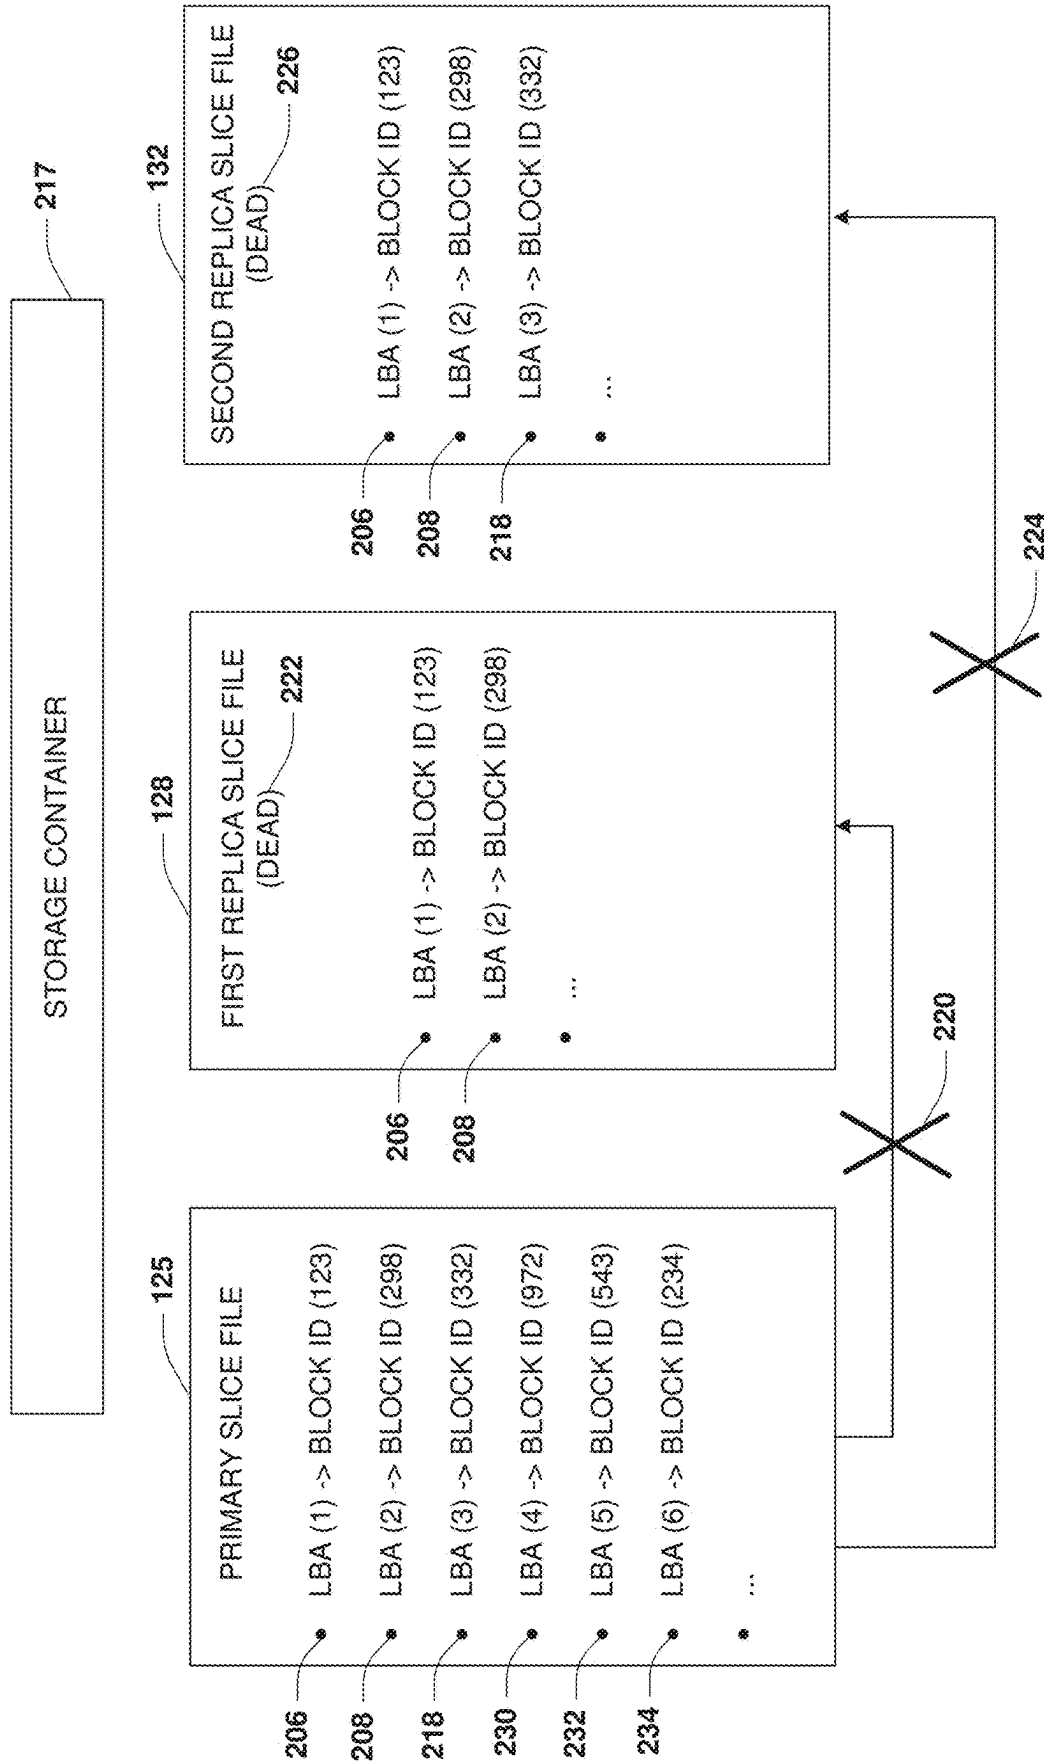 217
STORAGE CONTAINER
125
PRIMARY SLICE FILE
206
• LBA (1) -> BLOCK ID (123)
208
• LBA (2) -> BLOCK ID (298)
218
• LBA (3) -> BLOCK ID (332)
230
• LBA (4) -> BLOCK ID (972)
232
• LBA (5) -> BLOCK ID (543)
234
• LBA (6) -> BLOCK ID (234)
• ...
128
FIRST REPLICA SLICE FILE
(DEAD)
222
206
• LBA (1) -> BLOCK ID (123)
208
• LBA (2) -> BLOCK ID (298)
• ...
132
SECOND REPLICA SLICE FILE
(DEAD)
226
206
• LBA (1) -> BLOCK ID (123)
208
• LBA (2) -> BLOCK ID (298)
218
• LBA (3) -> BLOCK ID (332)
• ...
220
224